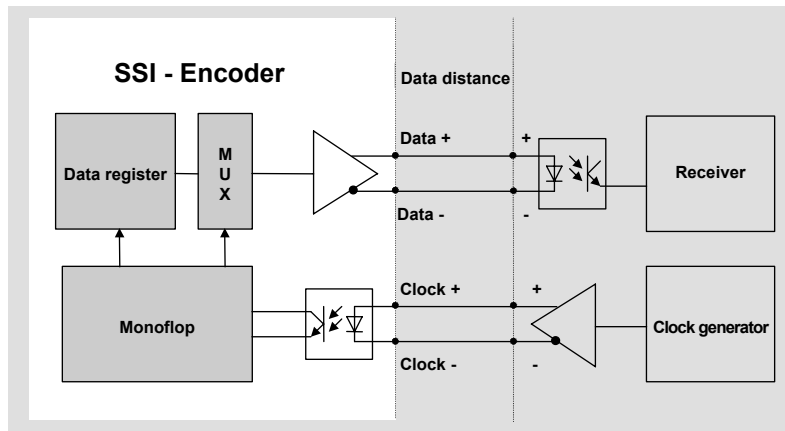 SSI - Encoder
Data distance
Data +
+
Data register
M
U
X
Receiver
Data -
-
Clock +
+
Monoflop
Clock generator
Clock -
-